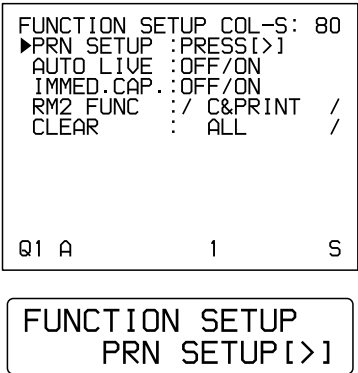 FUNCTION SETUP COL-S: 80
▶PRN SETUP :PRESS[>]
AUTO LIVE :OFF/ON
IMMED.CAP.:OFF/ON
RM2 FUNC :/ C&PRINT /
CLEAR : ALL /
Q1 A 1 S
FUNCTION SETUP
PRN SETUP[>]